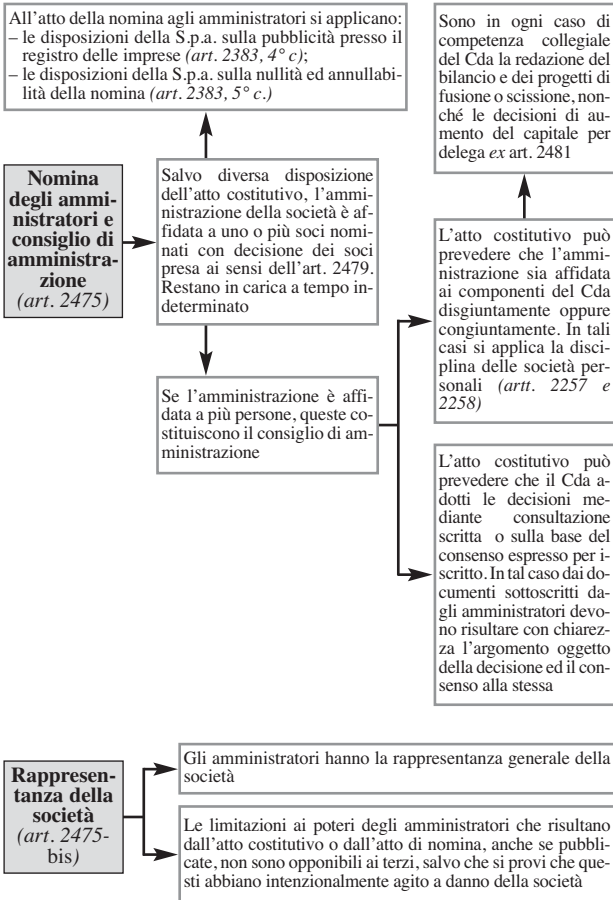 All'atto della nomina agli amministratori si applicano:
– le disposizioni della S.p.a. sulla pubblicità presso il
registro delle imprese (art. 2383, 4° c);
– le disposizioni della S.p.a. sulla nullità ed annullabi-
lità della nomina (art. 2383, 5° c.)
Sono in ogni caso di
competenza collegiale
del Cda la redazione del
bilancio e dei progetti di
fusione o scissione, non-
ché le decisioni di au-
mento del capitale per
delega ex art. 2481
Nomina
degli ammi-
nistratori e
consiglio di
amministra-
zione
(art. 2475)
Salvo diversa disposizione
dell'atto costitutivo, l'ammi-
nistrazione della società è af-
fidata a uno o più soci nomi-
nati con decisione dei soci
presa ai sensi dell'art. 2479.
Restano in carica a tempo in-
determinato
L'atto costitutivo può
prevedere che l'ammi-
nistrazione sia affidata
ai componenti del Cda
disgiuntamente oppure
congiuntamente. In tali
casi si applica la disci-
plina delle società per-
sonali (artt. 2257 e
2258)
Se l'amministrazione è affi-
data a più persone, queste co-
stituiscono il consiglio di am-
ministrazione
L'atto costitutivo può
prevedere che il Cda a-
dotti le decisioni me-
diante consultazione
scritta o sulla base del
consenso espresso per i-
scritto. In tal caso dai do-
cumenti sottoscritti da-
gli amministratori devo-
no risultare con chiarez-
za l'argomento oggetto
della decisione ed il con-
senso alla stessa
Rappresen-
tanza della
società
(art. 2475-
bis)
Gli amministratori hanno la rappresentanza generale della
società
Le limitazioni ai poteri degli amministratori che risultano
dall'atto costitutivo o dall'atto di nomina, anche se pubbli-
cate, non sono opponibili ai terzi, salvo che si provi che que-
sti abbiano intenzionalmente agito a danno della società